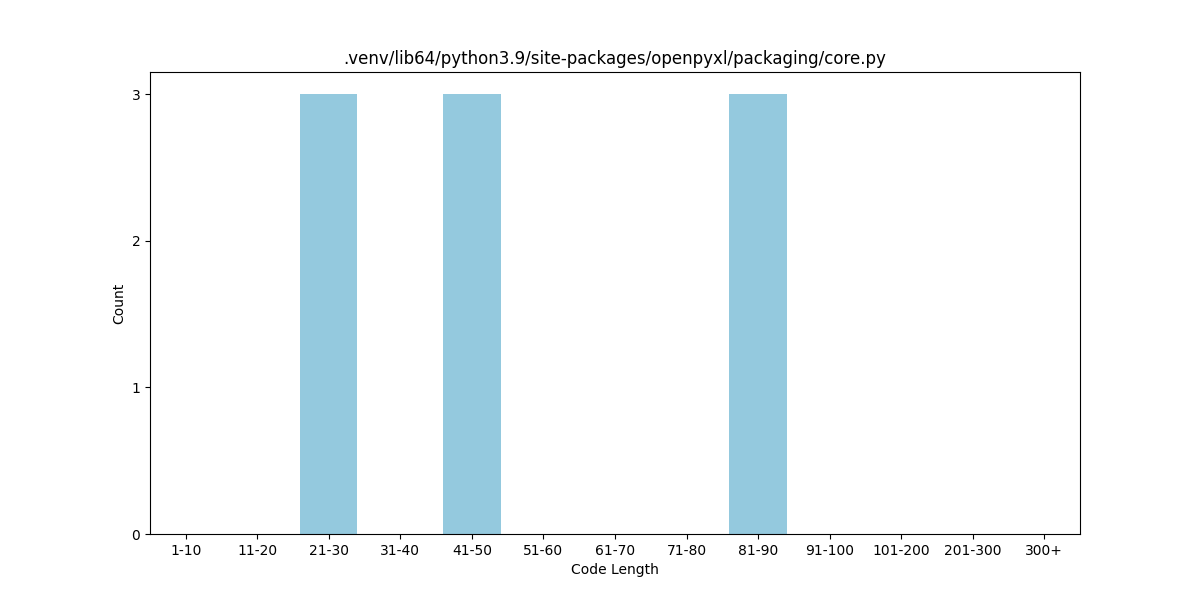 .venv/lib64/python3.9/site-packages/openpyxl/packaging/core.py
3
2
1
0
Count
1-10 11-20 21-30 31-40 41-50 51-60 61-70 71-80 81-90 91-100 101-200 201-300 300+
Code Length